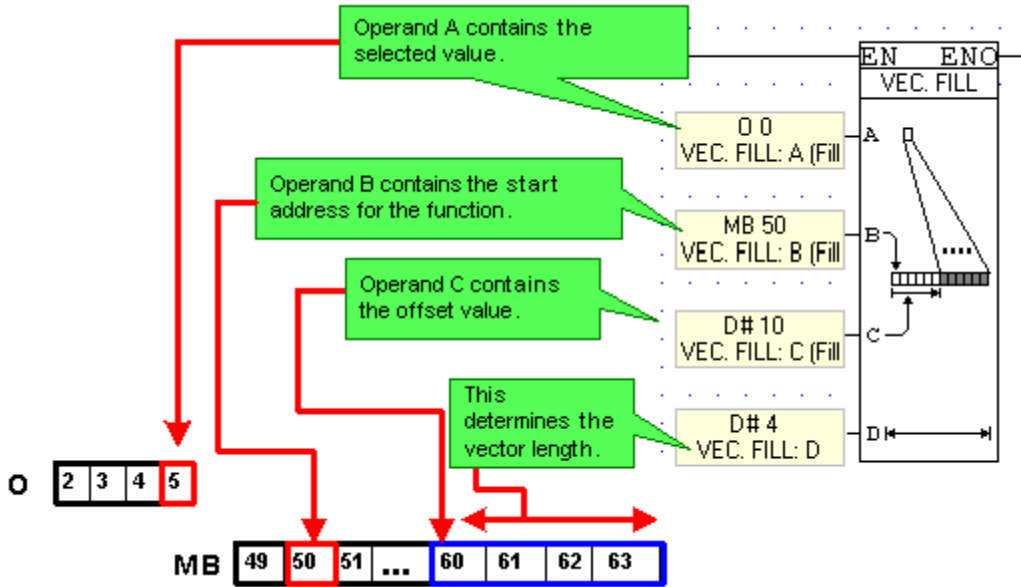 Operand A contains the
selected value.
EN ENO
VEC. FILL
O 0
VEC. FILL: A (Fill
A
Operand B contains the start
address for the function.
MB 50
VEC. FILL: B (Fill
B
Operand C contains
the offset value.
D# 10
VEC. FILL: C (Fill
C
This
determines the
vector length.
D# 4
VEC. FILL: D
D
O 2 3 4 5
MB 49 50 51 ... 60 61 62 63